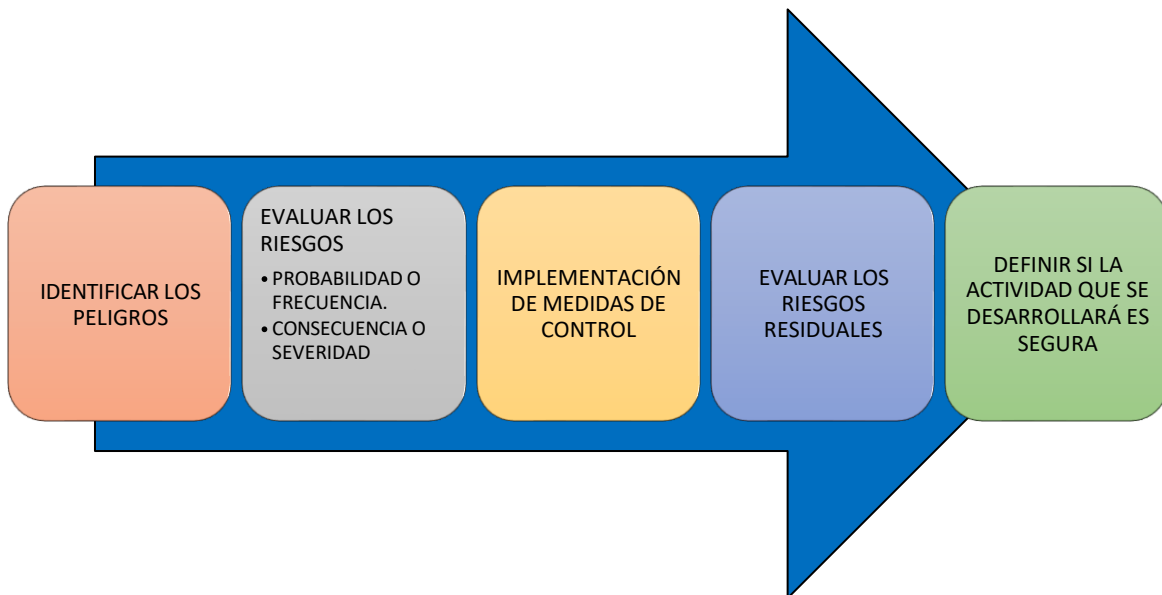 IDENTIFICAR LOS
PELIGROS
EVALUAR LOS
RIESGOS
• PROBABILIDAD O
FRECUENCIA.
• CONSECUENCIA O
SEVERIDAD
IMPLEMENTACIÓN
DE MEDIDAS DE
CONTROL
EVALUAR LOS
RIESGOS
RESIDUALES
DEFINIR SI LA
ACTIVIDAD QUE SE
DESARROLLARÁ ES
SEGURA